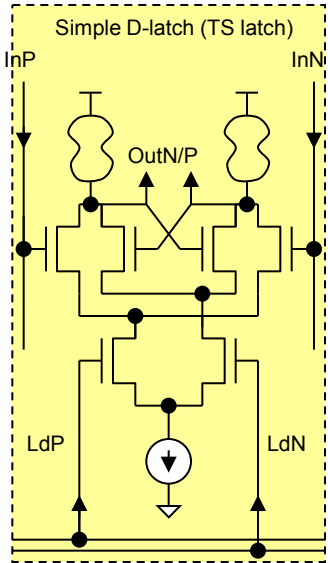 Simple D-latch (TS latch)
InP
InN
OutN/P
LdP
LdN